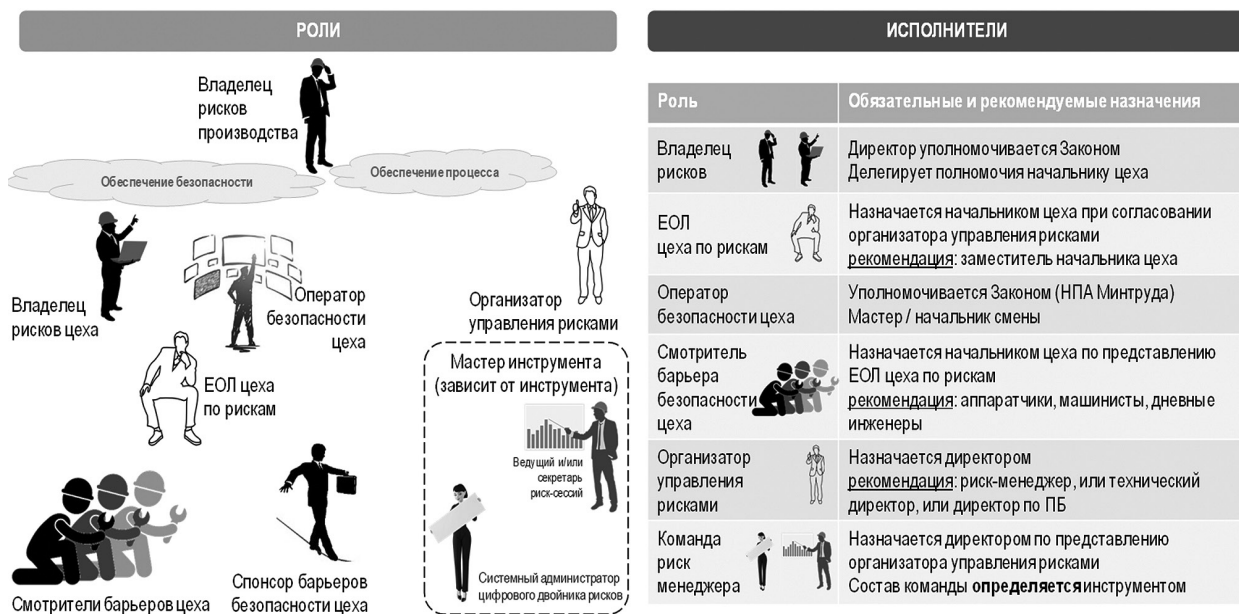 РОЛИ
Владелец
рисков
производства
Обеспечение безопасности
Обеспечение процесса
Владелец
рисков цеха
Оператор
безопасности
цеха
Организатор
управления рисками
ЕОЛ цеха
по рискам
Мастер инструмента
(зависит от инструмента)
Ведущий и/или
секретарь
риск-сессий
Системный администратор
цифрового двойника рисков
Смотрители барьеров цеха
Спонсор барьеров
безопасности цеха
ИСПОЛНИТЕЛИ
Роль
Обязательные и рекомендуемые назначения
Владелец
рисков
Директор уполномочивается Законом
Делегирует полномочия начальнику цеха
ЕОЛ
цеха по рискам
Назначается начальником цеха при согласовании
организатора управления рисками
рекомендация: заместитель начальника цеха
Оператор
безопасности цеха
Уполномочивается Законом (НПА Минтруда)
Мастер / начальник смены
Смотритель
барьера
безопасности
цеха
Назначается начальником цеха по представлению
ЕОЛ цеха по рискам
рекомендация: аппаратчики, машинисты, дневные
инженеры
Организатор
управления
рисками
Назначается директором
рекомендация: риск-менеджер, или технический
директор, или директор по ПБ
Команда
риск
менеджера
Назначается директором по представлению
организатора управления рисками
Состав команды определяется инструментом